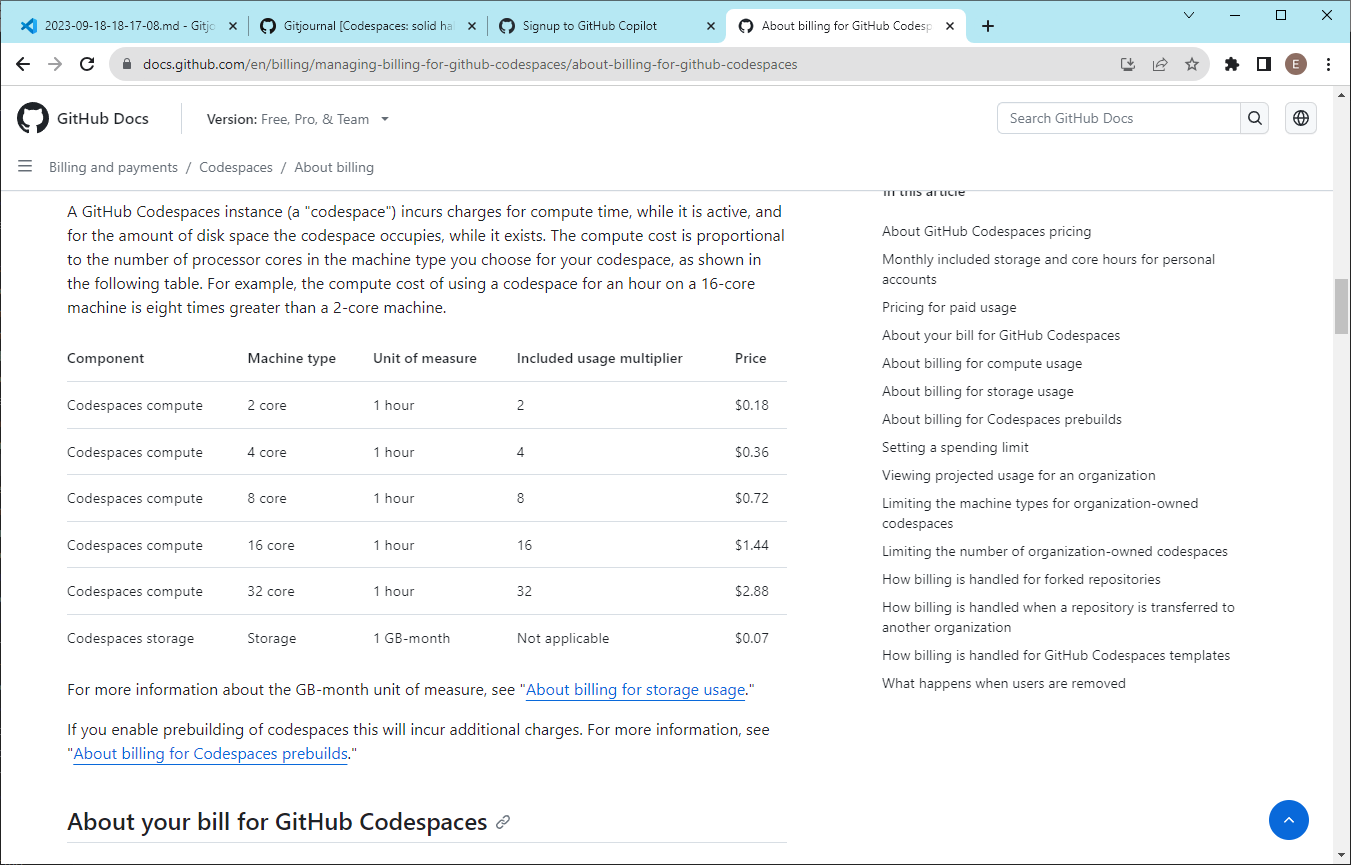 2023-09-18-18-17-08.md - Gitjo
Gitjournal [Codespaces: solid ha
Signup to GitHub Copilot
About billing for GitHub Codesp
docs.github.com/en/billing/managing-billing-for-github-codespaces/about-billing-for-github-codespaces
E
GitHub Docs
Version: Free, Pro, & Team
Search GitHub Docs
Billing and payments / Codespaces / About billing
A GitHub Codespaces instance (a "codespace") incurs charges for compute time, while it is active, and
for the amount of disk space the codespace occupies, while it exists. The compute cost is proportional
to the number of processor cores in the machine type you choose for your codespace, as shown in
the following table. For example, the compute cost of using a codespace for an hour on a 16-core
machine is eight times greater than a 2-core machine.
Component Machine type Unit of measure Included usage multiplier Price
Codespaces compute 2 core 1 hour 2 $0.18
Codespaces compute 4 core 1 hour 4 $0.36
Codespaces compute 8 core 1 hour 8 $0.72
Codespaces compute 16 core 1 hour 16 $1.44
Codespaces compute 32 core 1 hour 32 $2.88
Codespaces storage Storage 1 GB-month Not applicable $0.07
For more information about the GB-month unit of measure, see "About billing for storage usage."
If you enable prebuilding of codespaces this will incur additional charges. For more information, see
"About billing for Codespaces prebuilds."
About your bill for GitHub Codespaces
In this article
About GitHub Codespaces pricing
Monthly included storage and core hours for personal
accounts
Pricing for paid usage
About your bill for GitHub Codespaces
About billing for compute usage
About billing for storage usage
About billing for Codespaces prebuilds
Setting a spending limit
Viewing projected usage for an organization
Limiting the machine types for organization-owned
codespaces
Limiting the number of organization-owned codespaces
How billing is handled for forked repositories
How billing is handled when a repository is transferred to
another organization
How billing is handled for GitHub Codespaces templates
What happens when users are removed